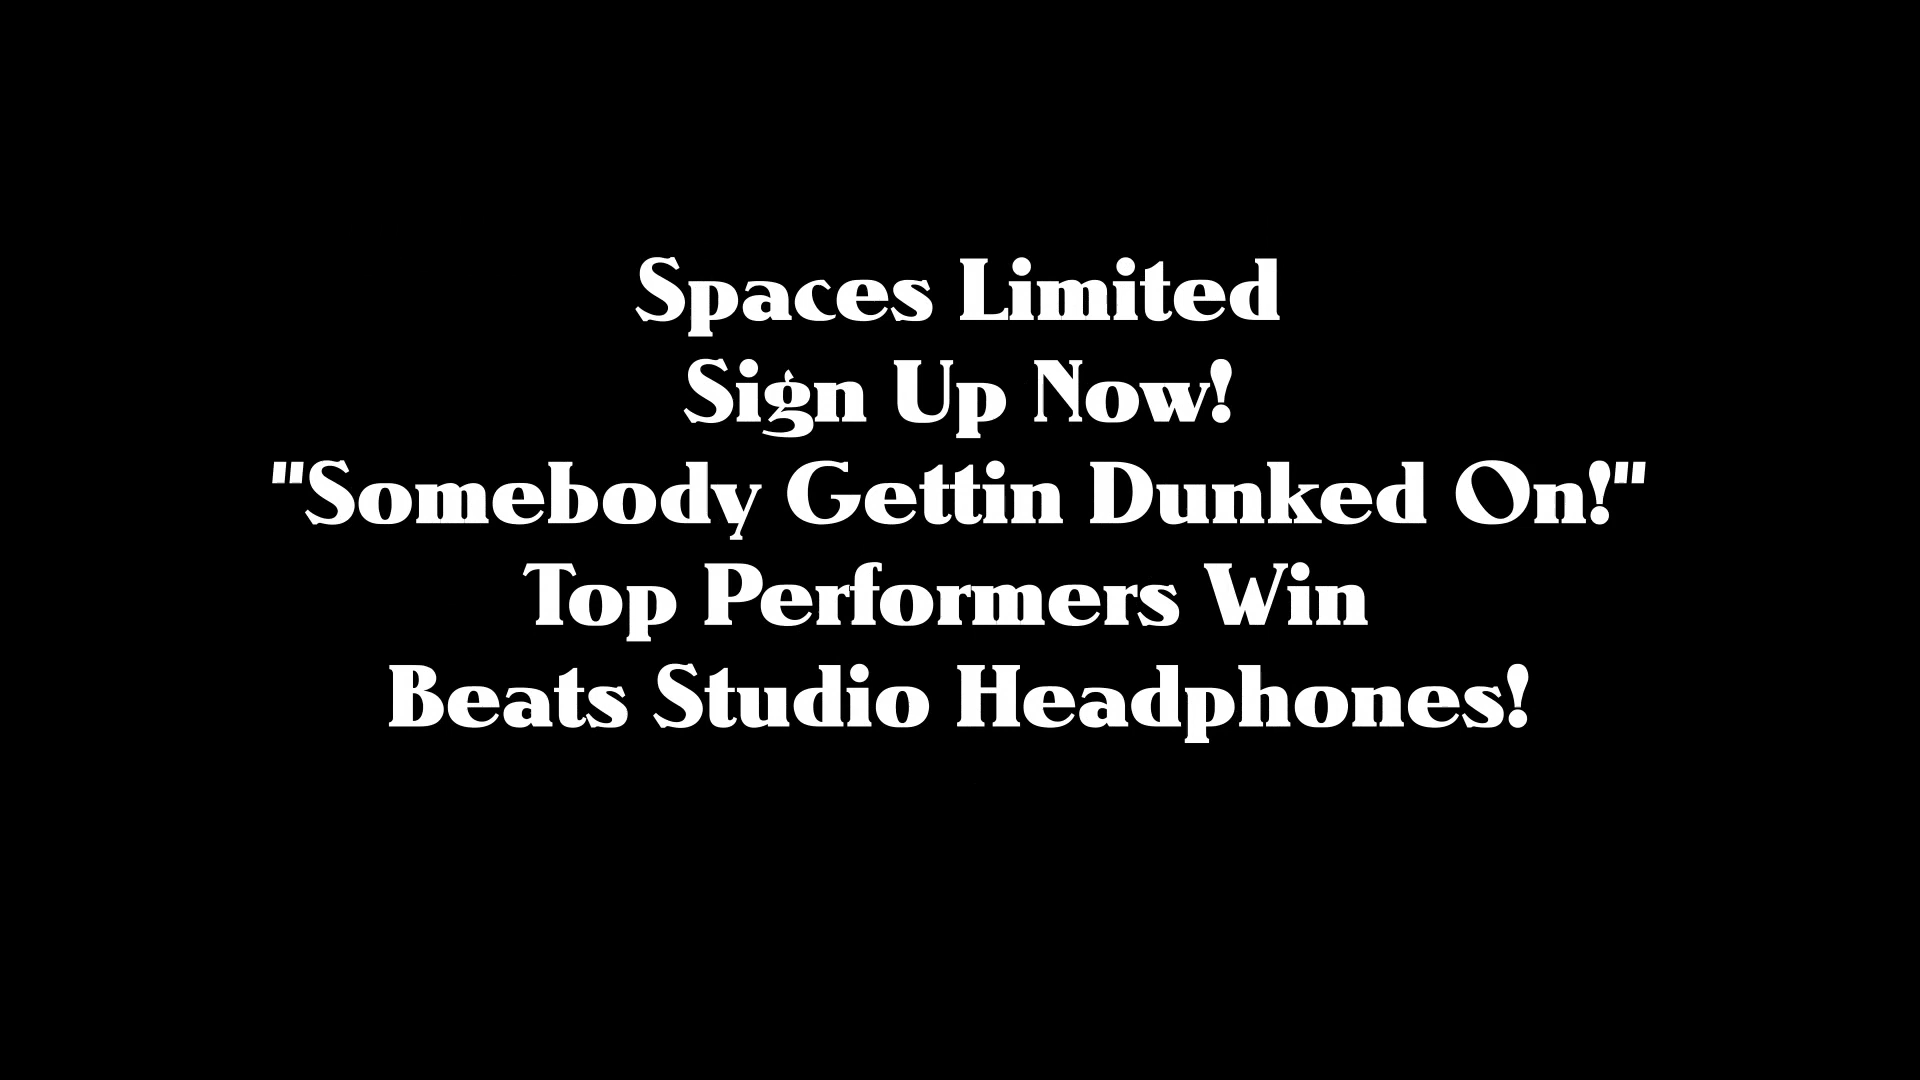 Spaces Limited
Sign Up Now!
"Somebody Gettin Dunked On!"
Top Performers Win
Beats Studio Headphones!